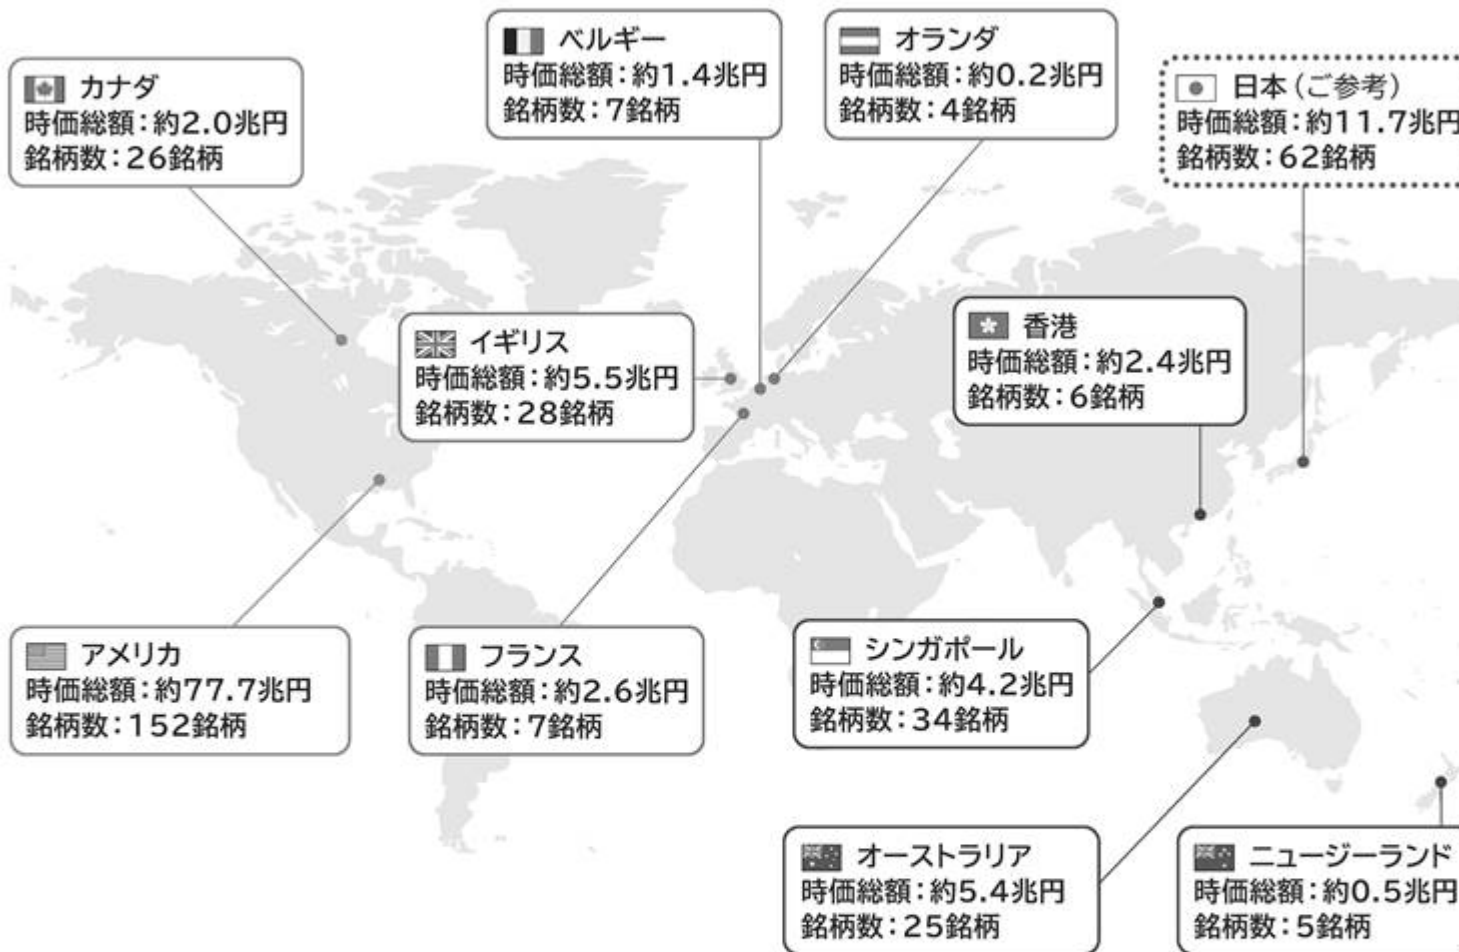 カナダ
時価総額：約2.0兆円
銘柄数：26銘柄
ベルギー
時価総額：約1.4兆円
銘柄数：7銘柄
オランダ
時価総額：約0.2兆円
銘柄数：4銘柄
日本（ご参考）
時価総額：約11.7兆円
銘柄数：62銘柄
イギリス
時価総額：約5.5兆円
銘柄数：28銘柄
香港
時価総額：約2.4兆円
銘柄数：6銘柄
アメリカ
時価総額：約77.7兆円
銘柄数：152銘柄
フランス
時価総額：約2.6兆円
銘柄数：7銘柄
シンガポール
時価総額：約4.2兆円
銘柄数：34銘柄
オーストラリア
時価総額：約5.4兆円
銘柄数：25銘柄
ニュージーランド
時価総額：約0.5兆円
銘柄数：5銘柄